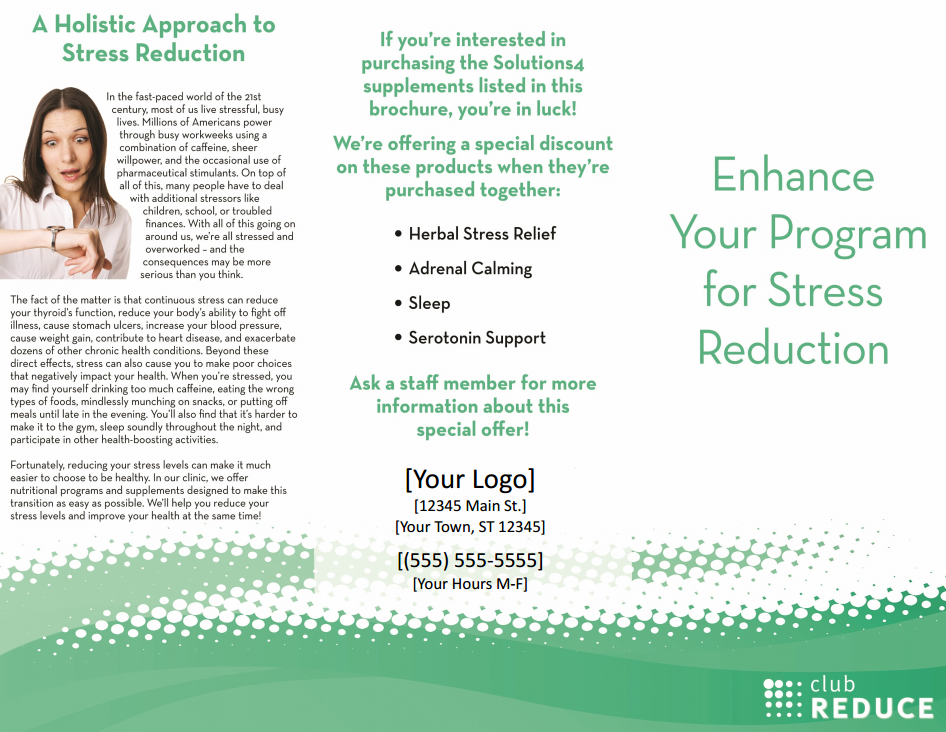 A Holistic Approach to
Stress Reduction
In the fast-paced world of the 21st
century, most of us live stressful, busy
lives. Millions of Americans power
through busy workweeks using a
combination of caffeine, sheer
willpower, and the occasional use of
pharmaceutical stimulants. On top of
all of this, many people have to deal
with additional stressors like
children, school, or troubled
finances. With all of this going on
around us, we're all stressed and
overworked – and the
consequences may be more
serious than you think.
The fact of the matter is that continuous stress can reduce
your thyroid's function, reduce your body's ability to fight off
illness, cause stomach ulcers, increase your blood pressure,
cause weight gain, contribute to heart disease, and exacerbate
dozens of other chronic health conditions. Beyond these
direct effects, stress can also cause you to make poor choices
that negatively impact your health. When you're stressed, you
may find yourself drinking too much caffeine, eating the wrong
types of foods, mindlessly munching on snacks, or putting off
meals until late in the evening. You'll also find that it's harder to
make it to the gym, sleep soundly throughout the night, and
participate in other health-boosting activities.
Fortunately, reducing your stress levels can make it much
easier to choose to be healthy. In our clinic, we offer
nutritional programs and supplements designed to make this
transition as easy as possible. We'll help you reduce your
stress levels and improve your health at the same time!
If you're interested in
purchasing the Solutions4
supplements listed in this
brochure, you're in luck!
We're offering a special discount
on these products when they're
purchased together:
• Herbal Stress Relief
• Adrenal Calming
• Sleep
• Serotonin Support
Ask a staff member for more
information about this
special offer!
[Your Logo]
[12345 Main St.]
[Your Town, ST 12345]
[(555) 555-5555]
[Your Hours M-F]
Enhance
Your Program
for Stress
Reduction
club
REDUCE